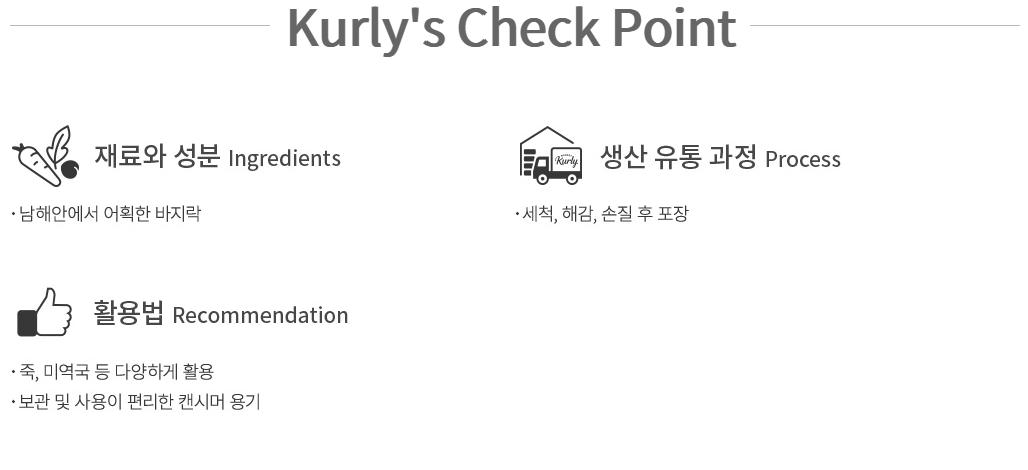 Kurly's Check Point
재료와 성분 Ingredients
· 남해안에서 어획한 바지락
Kurly
생산 유통 과정 Process
· 세척, 해감, 손질 후 포장
활용법 Recommendation
· 죽, 미역국 등 다양하게 활용
· 보관 및 사용이 편리한 캔시머 용기